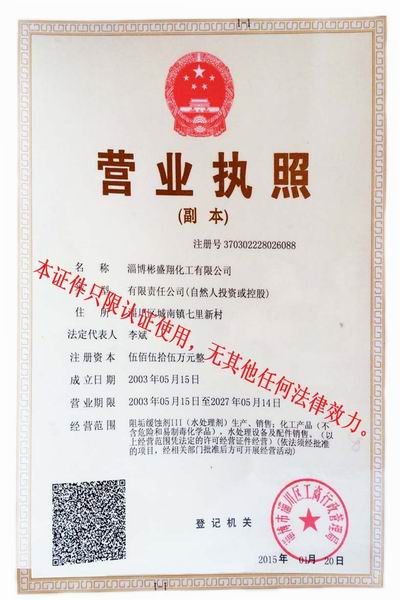 1-1
营业执照
(副 本)
注册号 370302228026088
名 称 淄博彬盛翔化工有限公司
型 有限责任公司(自然人投资或控股)
住 所 淄川区城南镇七里新村
法定代表人 李斌
注册资本 伍佰伍拾伍万元整
成立日期 2003年05月15日
营业期限 2003年05月15日至2027年05月14日
经营范围 阻垢缓蚀剂III(水处理剂)生产、销售；化工产品(不
含危险和易制毒化学品)、水处理设备及配件销售。(以
上经营范围凭法定的许可经营证件经营)(依法须经批准
的项目，经相关部门批准后方可开展经营活动)
本证件只限认证使用，无其他任何法律效力。
登记机关
淄博市淄川区工商行政管理局
2015年 01月 20日
1-1